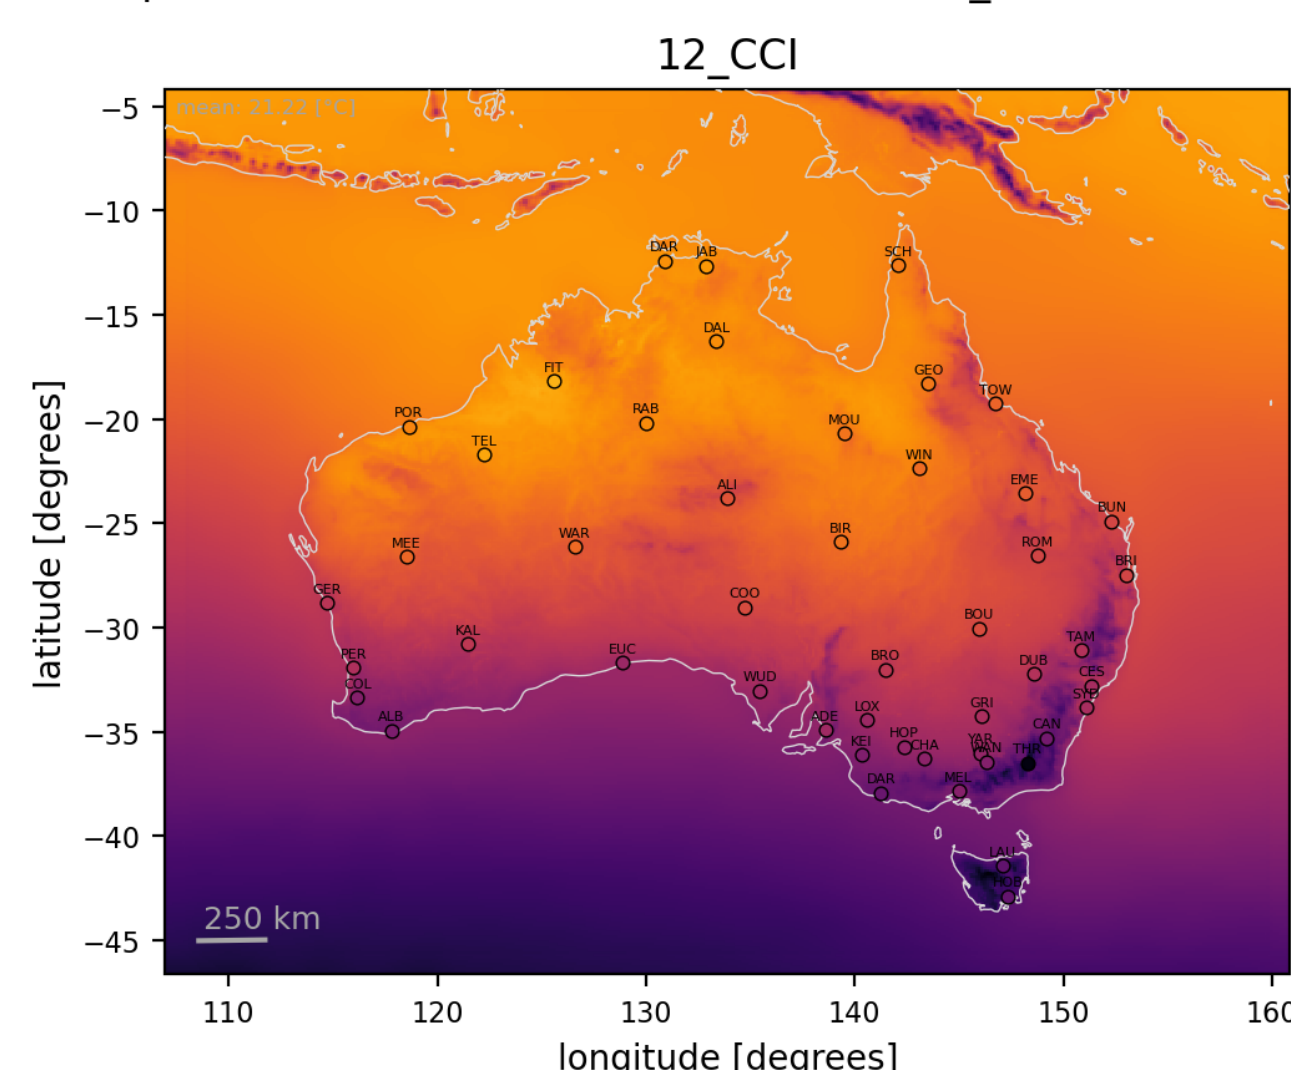 12_CCI
mean: 21.22 [°C]
−5
−10
−15
−20
−25
−30
−35
−40
−45
latitude [degrees]
DAR JAB SCH
DAL
FIT GEO
TOW
POR RAB MOU
TEL WIN
ALI EME
BUN
MEE WAR BIR ROM
BRI
GER COO
KAL BOU
TAM
PER EUC BRO DUB
CES
COL WUD SYD
ALB ADE LOX GRI
CAN
KEI HOP CHA YAR
WAN THR
DAR MEL
LAU
HOB
250 km
110 120 130 140 150 160
longitude [degrees]